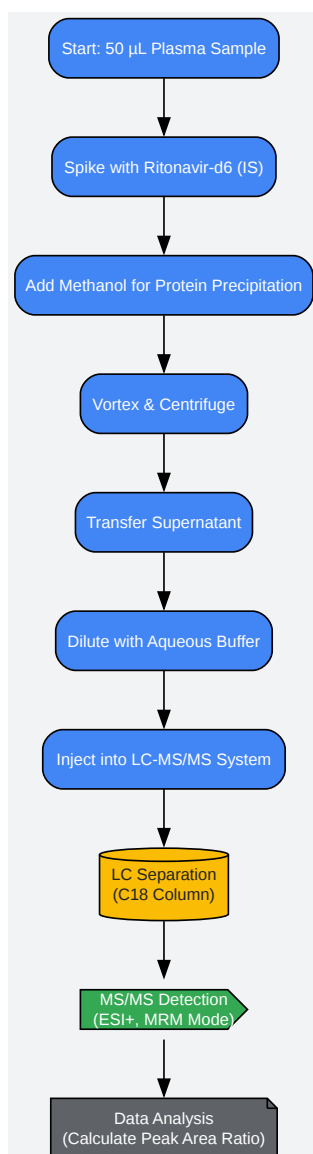 Start: 50 µL Plasma Sample
Spike with Ritonavir-d6 (IS)
Add Methanol for Protein Precipitation
Vortex & Centrifuge
Transfer Supernatant
Dilute with Aqueous Buffer
Inject into LC-MS/MS System
LC Separation
(C18 Column)
MS/MS Detection
(ESI+, MRM Mode)
Data Analysis
(Calculate Peak Area Ratio)